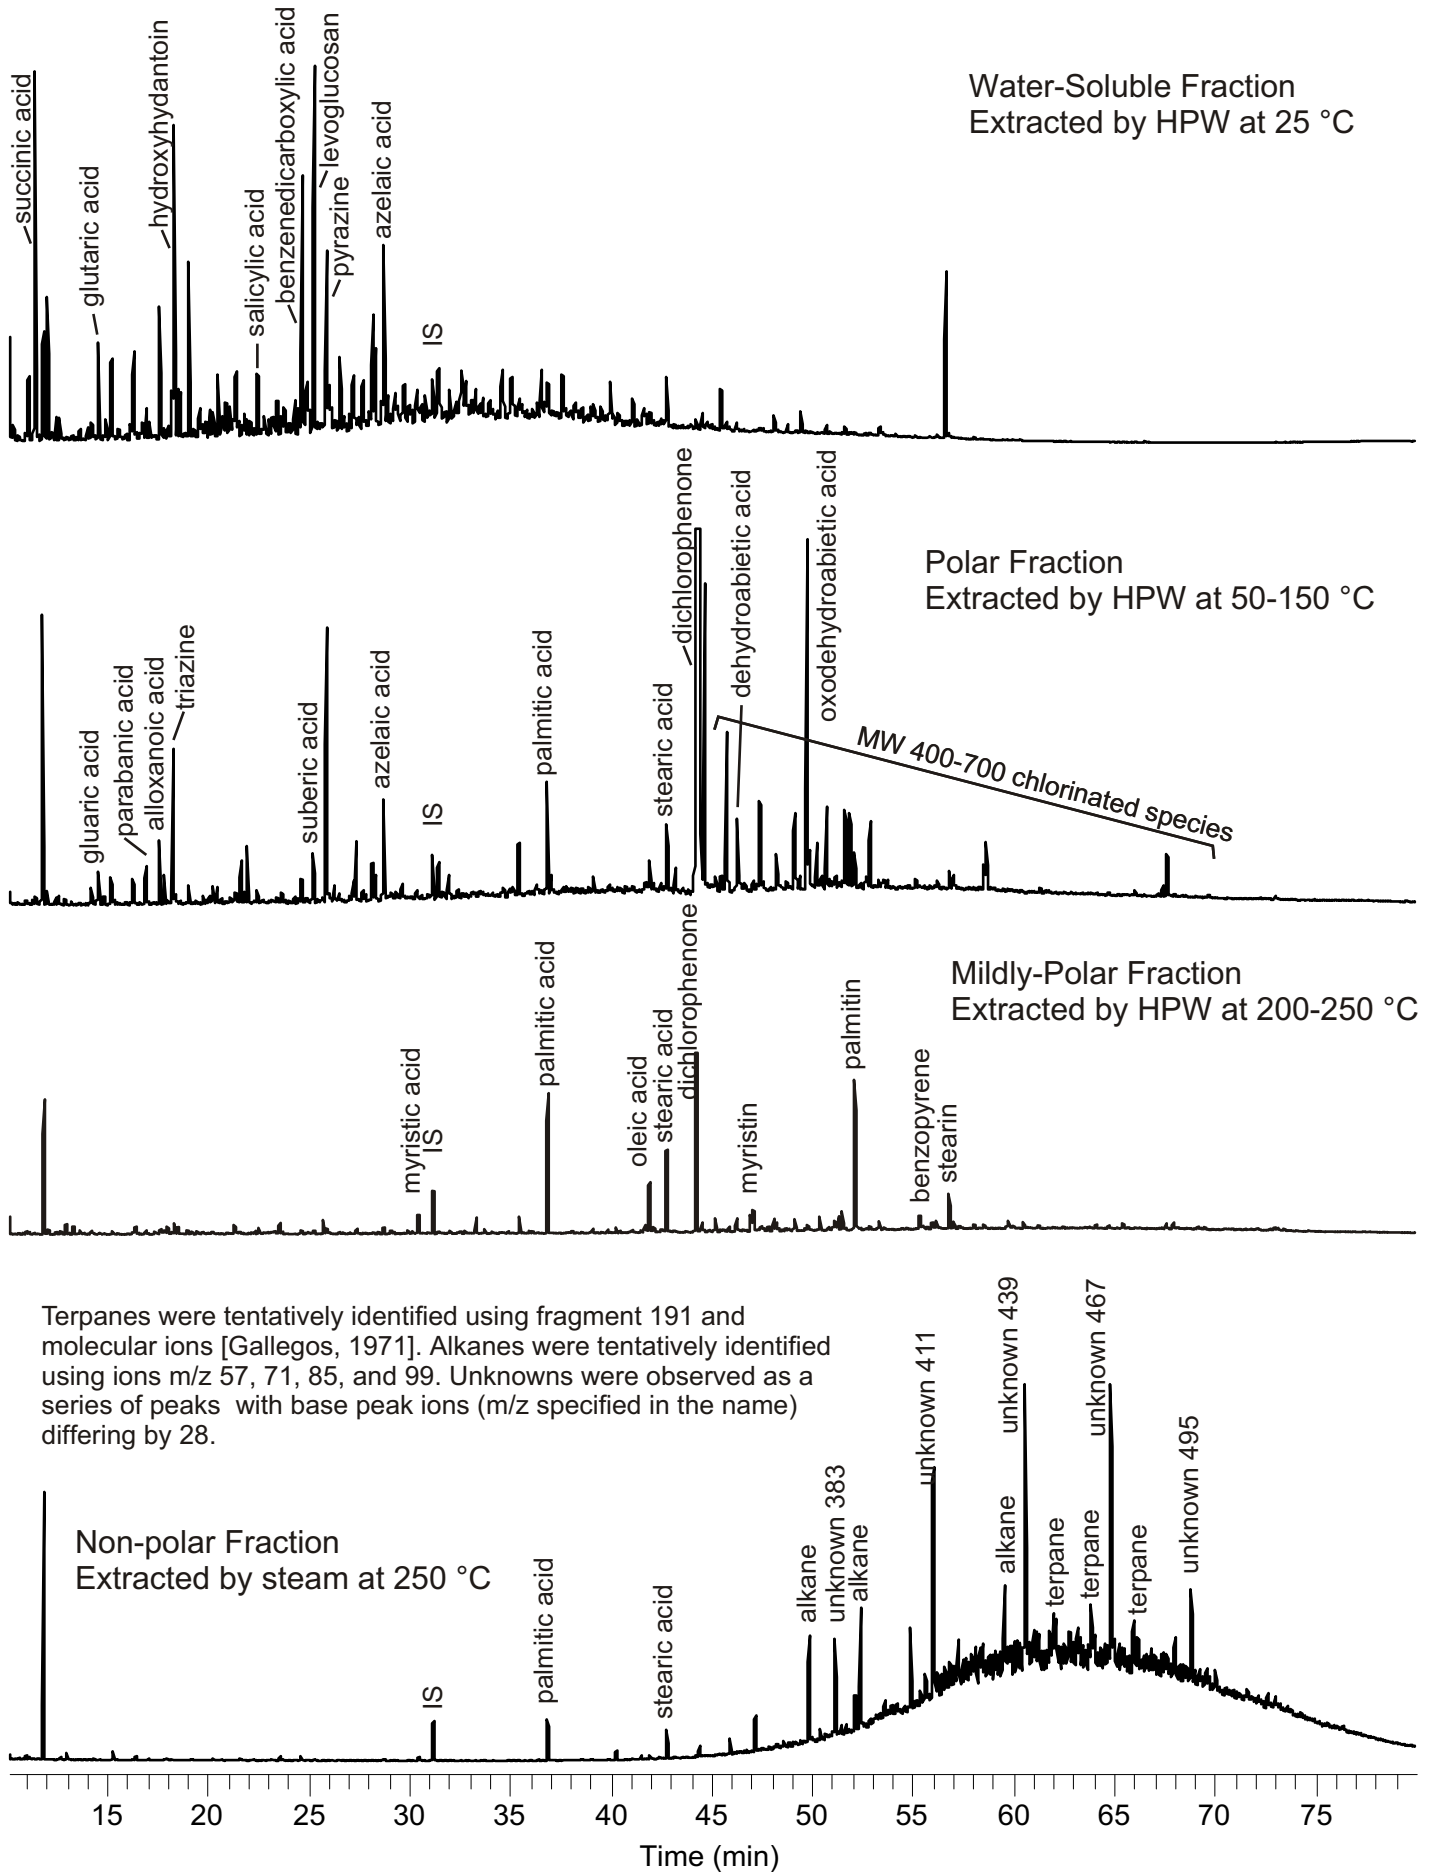 succinic acid
glutaric acid
hydroxyhydantoin
salicylic acid
benzenedicarboxylic acid
levoglucosan
pyrazine
azelaic acid
IS
Water-Soluble Fraction
Extracted by HPW at 25 °C
gluaric acid
parabanic acid
alloxanoic acid
triazine
suberic acid
azelaic acid
IS
palmitic acid
stearic acid
dichlorophenone
dehydroabietic acid
oxodehydroabietic acid
MW 400-700 chlorinated species
Polar Fraction
Extracted by HPW at 50-150 °C
myristic acid
IS
palmitic acid
oleic acid
stearic acid
dichlorophenone
myristin
palmitin
benzopyrene
stearin
Mildly-Polar Fraction
Extracted by HPW at 200-250 °C
Terpanes were tentatively identified using fragment 191 and
molecular ions [Gallegos, 1971]. Alkanes were tentatively identified
using ions m/z 57, 71, 85, and 99. Unknowns were observed as a
series of peaks with base peak ions (m/z specified in the name)
differing by 28.
Non-polar Fraction
Extracted by steam at 250 °C
IS
palmitic acid
stearic acid
alkane
unknown 383
alkane
unknown 411
alkane
unknown 439
terpane
terpane
unknown 467
terpane
unknown 495
15 20 25 30 35 40 45 50 55 60 65 70 75
Time (min)